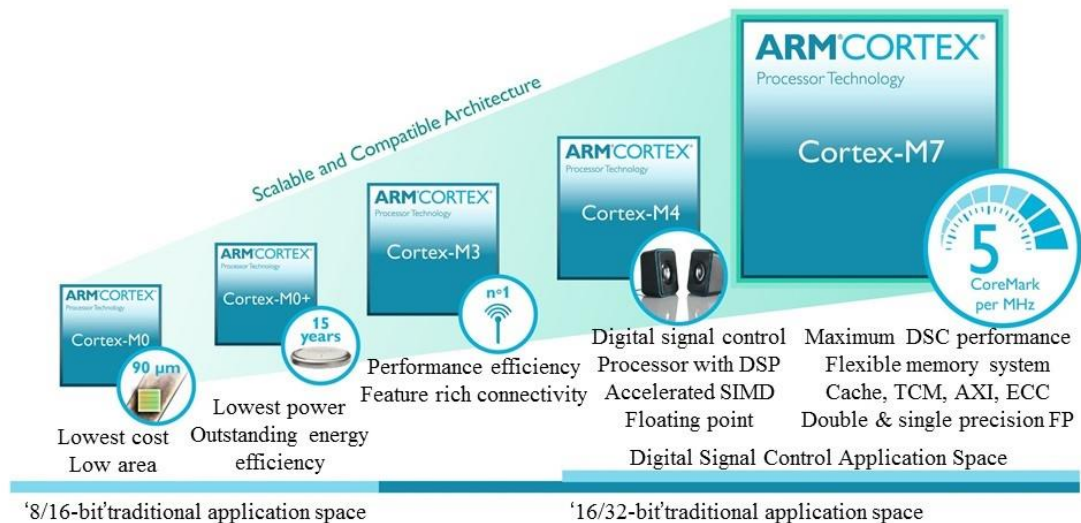 Scalable and Compatible Architecture
ARM®CORTEX®
Processor Technology
Cortex-M0
90 µm
Lowest cost
Low area
ARM®CORTEX®
Processor Technology
Cortex-M0+
15
years
Lowest power
Outstanding energy
efficiency
ARM®CORTEX®
Processor Technology
Cortex-M3
nº1
Performance efficiency
Feature rich connectivity
ARM®CORTEX®
Processor Technology
Cortex-M4
Digital signal control
Processor with DSP
Accelerated SIMD
Floating point
ARM®CORTEX®
Processor Technology
Cortex-M7
5
CoreMark
per MHz
Maximum DSC performance
Flexible memory system
Cache, TCM, AXI, ECC
Double & single precision FP
Digital Signal Control Application Space
‘8/16-bit’traditional application space
‘16/32-bit’traditional application space